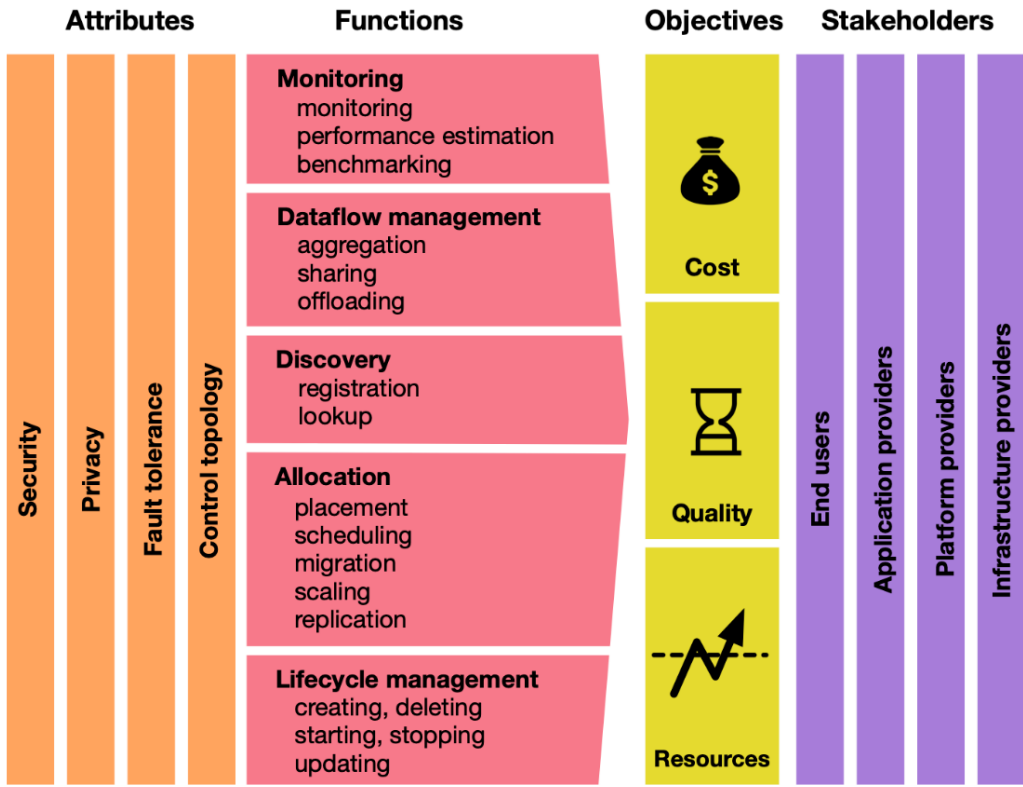 Attributes
Functions
Objectives
Stakeholders
Security
Privacy
Fault tolerance
Control topology
Monitoring
monitoring
performance estimation
benchmarking
Dataflow management
aggregation
sharing
offloading
Discovery
registration
lookup
Allocation
placement
scheduling
migration
scaling
replication
Lifecycle management
creating, deleting
starting, stopping
updating
$
Cost
Quality
Resources
End users
Application providers
Platform providers
Infrastructure providers